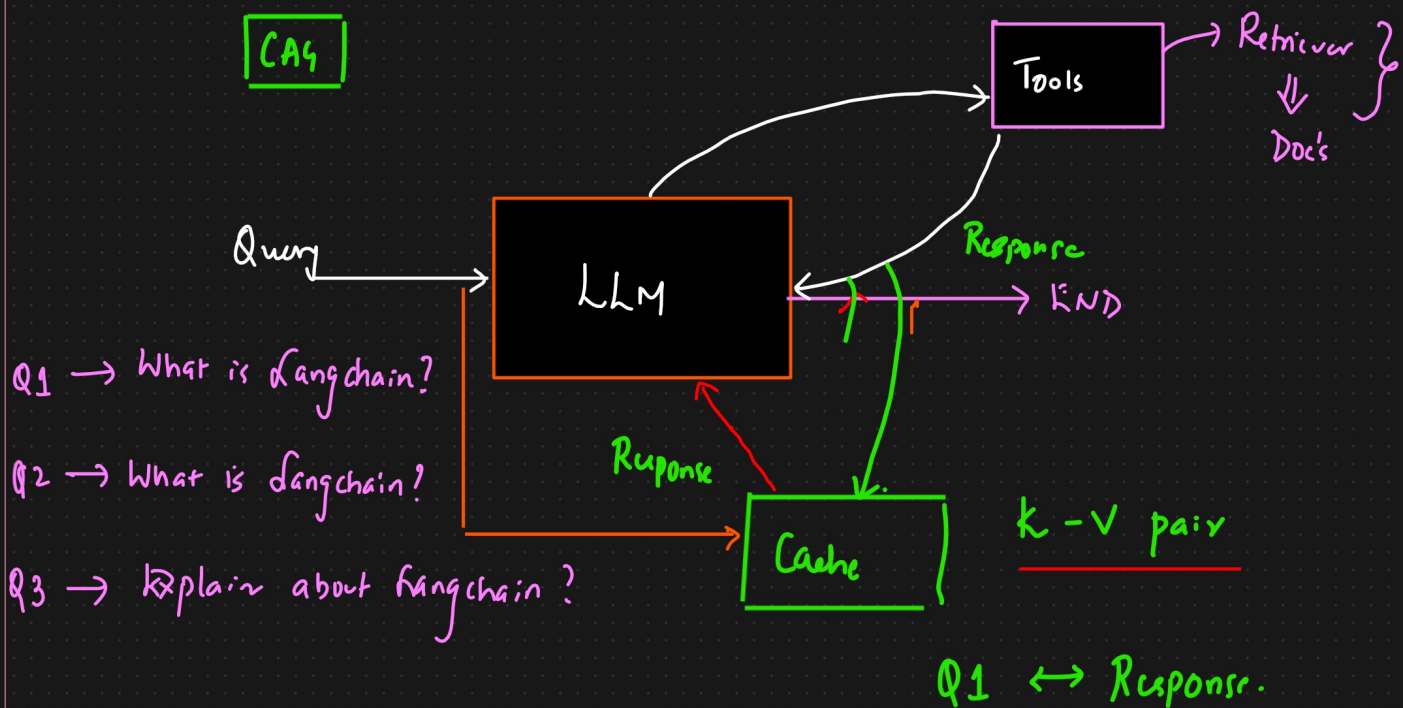 CAG
Tools
Retriever
Doc's
Query
LLM
Response
END
Q1 → What is Langchain?
Q2 → What is Langchain?
Q3 → Explain about Langchain?
Response
Cache
K-V pair
Q1 ↔ Response.